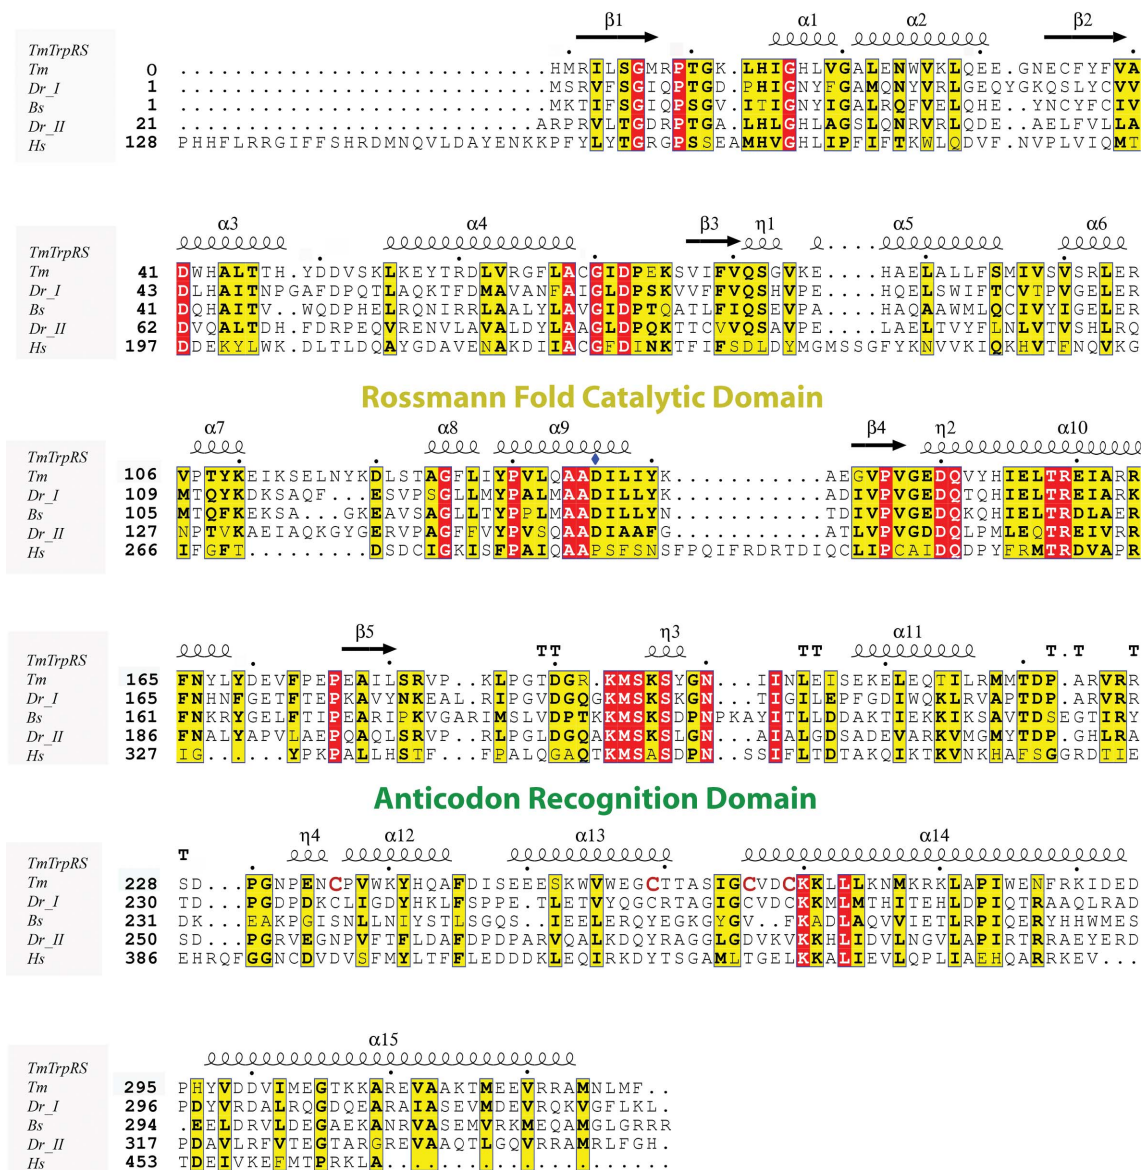 β1 α1 α2 β2
TmTrpRS
Tm 0 ...........................HMRILSGMRPTGK.LHIGHLVGALENWVKLQEE.GNECFYFVA
Dr_I 1 ...........................MSRVFSGIQPTGD.PHIGNYFGAMQNYVRLGEQYGKQSLYCVV
Bs 1 ...........................MKTIFSGIQPSGV.ITIGNYIGALRQFVELQHE..YNCYFCIV
Dr_II 21 ..........................ARPRVLTGDRPTGA.LHLGHLAGSLQNRVRLQDE..AELFVLLA
Hs 128 PHHFLRRGIFFSHRDMNQVLDAYENKKPFYLYTGRGPSSEAMHVGHLIPFIFTKWLQDVF.NVPLVIQMT
α3 α4 β3 η1 α5 α6
TmTrpRS
Tm 41 DWHALTTH.YDDVSKLKEYTRDLVRGFLACGIDPEKSVIFVQSGVKE....HAELALLFSMIVSVSRLER
Dr_I 43 DLHAITNPGAFDPQTLAQKTFDMAVANFAIGLDPSKVVFFVQSHVPE....HQELSWIFTCVTPVGELER
Bs 41 DQHAITV..WQDPHELRQNIRRLAALYLAVGIDPTQATLFIQSEVPA....HAQAAWMLQCIVYIGELER
Dr_II 62 DVQALTDH.FDRPEQVRENVLAVALDYLAAGLDPQKTTCVVQSAVPE....LAELTVYFLNLVTVSHLRQ
Hs 197 DDEKYLWK.DLTLDQAYGDAVENAKDIIACGFDINKTFIFSDLDYMGMSSGFYKNVVKIQKHVTFNQVKG
Rossmann Fold Catalytic Domain
α7 α8 α9 β4 η2 α10
TmTrpRS
Tm 106 VPTYKEIKSELNYKDLSTAGFLIYPVLQAADILIYK...........AEGVPVGEDQVYHIELTREIARR
Dr_I 109 MTQYKDKSAQF...ESVPSGLLMYPALMAADILLYK...........ADIVPVGEDQTQHIELTREIARK
Bs 105 MTQFKEKSA...GKEAVSAGLLTYPPLMAADILLYN...........TDIVPVGEDQKQHIELTRDLAER
Dr_II 127 NPTVKAEIAQKGYGERVPAGFFVYPVSQAADIAAFG...........ATLVPVGDDQLPMLEQTREIVRR
Hs 266 IFGFT.........DSDCIGKISFPAIQAAPSFSNSFPQIFRDRTDIQCLIPCAIDQDPYFRMTRDVAPR
β5 TT η3 TT α11 T.T T
TmTrpRS
Tm 165 FNYLYDEVFPEPEAILSRVP..KLPGTDGR.KMSKSYGN....IINLEISEKELEQTILRMMTDP.ARVRR
Dr_I 165 FNHNFGETFTEPKAVYNKEAL.RIPGVDGQ.KMSKSYGN....TIGILEPFGDIWQKLRVAPTDP.ARVRR
Bs 161 FNKRYGELFTIPEARIPKVGARIMSLVDPTKKMSKSDPNPKAYITLLDDAKTIEKKIKSAVTDSEGTIRY
Dr_II 186 FNALYAPVLAEPQAQLSRVP..RLPGLDGQAKMSKSLGN....AIALGDSADEVARKVMGMYTDP.GHLRA
Hs 327 IG....YPKPALLHSTF..FPALQGAQTKMSASDPN..SSIFLTDTAKQIKTKVNKHAFSGGRDTIE
Anticodon Recognition Domain
T η4 α12 α13 α14
TmTrpRS
Tm 228 SD...PGNPENCPVWKYHQAFDISEEESKWVWEGCTTASIGCVDCKKLLLKNMKRKLAPIWENFRKIDED
Dr_I 230 TD...PGDPDKCLIGDYHKLFSPPE.TLETVYQGCRTAGIGCVDCKKMLMTHITEHLQPIQTRAAQLRAD
Bs 231 DK...EAKPGISNLLNIYSTLSGQS.IEELERQYEGKGYGV..FKADLAQVVIETLRPIQERYHHWMES
Dr_II 250 SD...PGRVEGNPVFTFLDAFDPDPARVQALKDQYRAGGLGDVKVKKHLIDVLNGVLAPIRTRRAEYERD
Hs 386 EHRQFGGNCDVDVSFMYLTFFLEDDDKLEQIRKDYTSGAMLTGELKKALIEVLQPLIAEHQARRKEV...
α15
TmTrpRS
Tm 295 PHYVDDVIMEGTKKAREVAAKTMEEVRRAMNLMF..
Dr_I 296 PDYVRDALRQGDQEARAIASEVMDEVRQKVGFLKL.
Bs 294 .EELDRVLDEGAEKANRVASEMVRKMEQAMGLGRRR
Dr_II 317 PDAVLRFVTEGTARGREVAAQTLGQVRRAMRLFGH.
Hs 453 TDEIVKEFMTPRKLA.....................